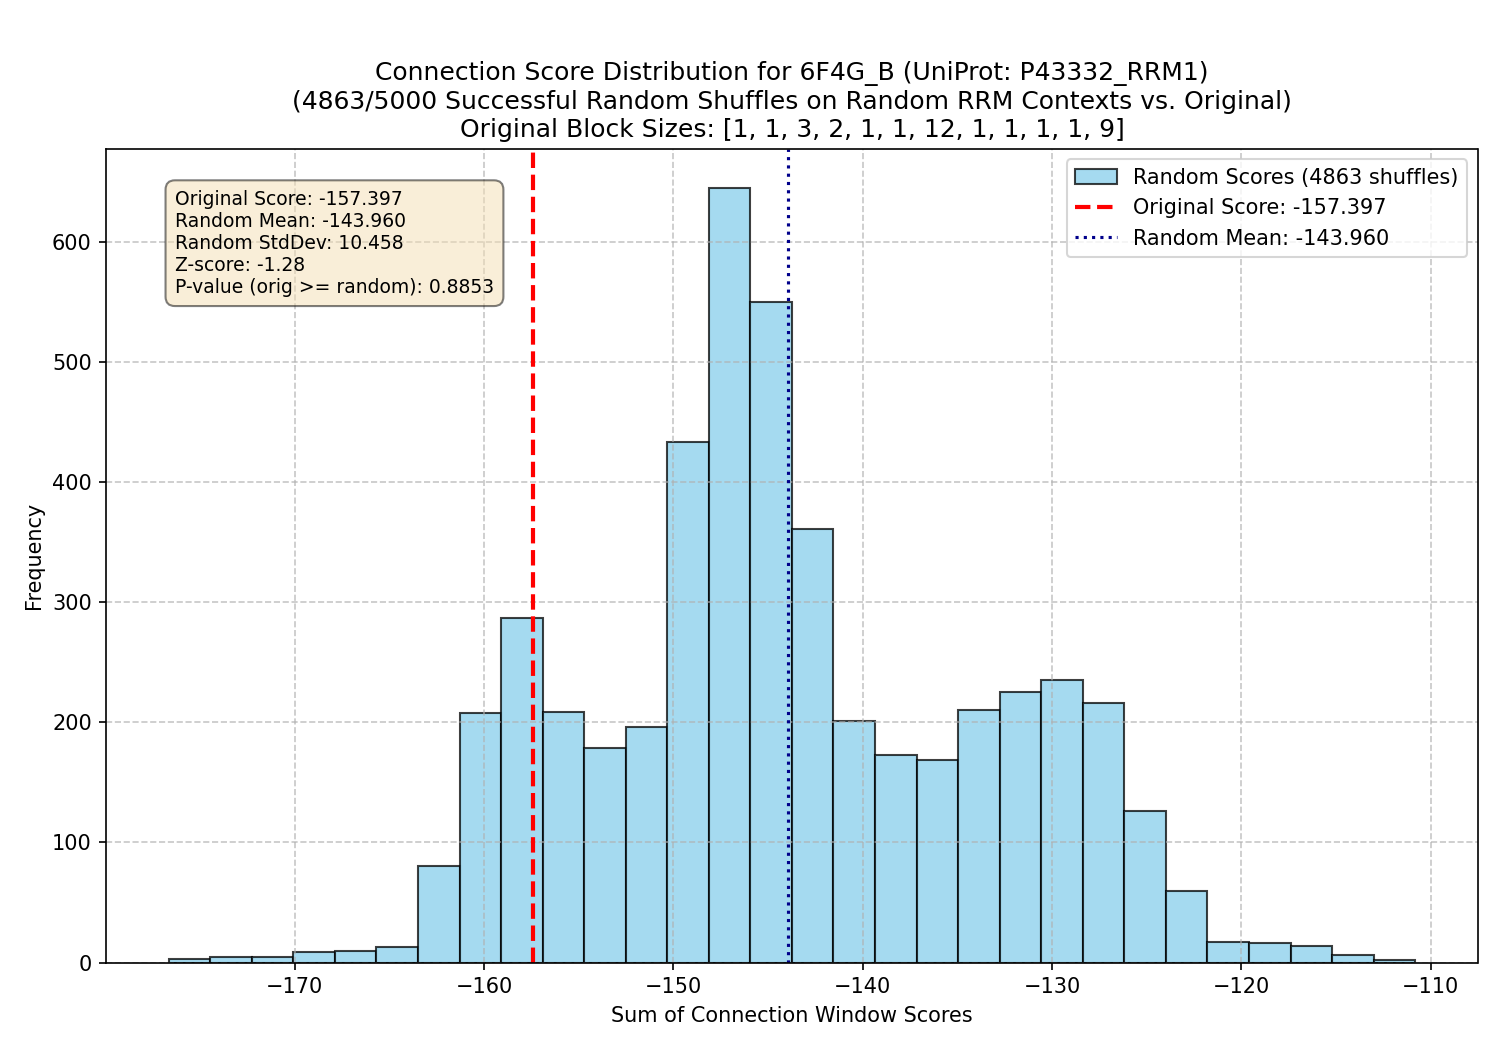 Connection Score Distribution for 6F4G_B (UniProt: P43332_RRM1)
(4863/5000 Successful Random Shuffles on Random RRM Contexts vs. Original)
Original Block Sizes: [1, 1, 3, 2, 1, 1, 12, 1, 1, 1, 1, 9]
Original Score: -157.397
Random Mean: -143.960
Random StdDev: 10.458
Z-score: -1.28
P-value (orig >= random): 0.8853
Random Scores (4863 shuffles)
Original Score: -157.397
Random Mean: -143.960
Frequency
600
500
400
300
200
100
0
−170 −160 −150 −140 −130 −120 −110
Sum of Connection Window Scores